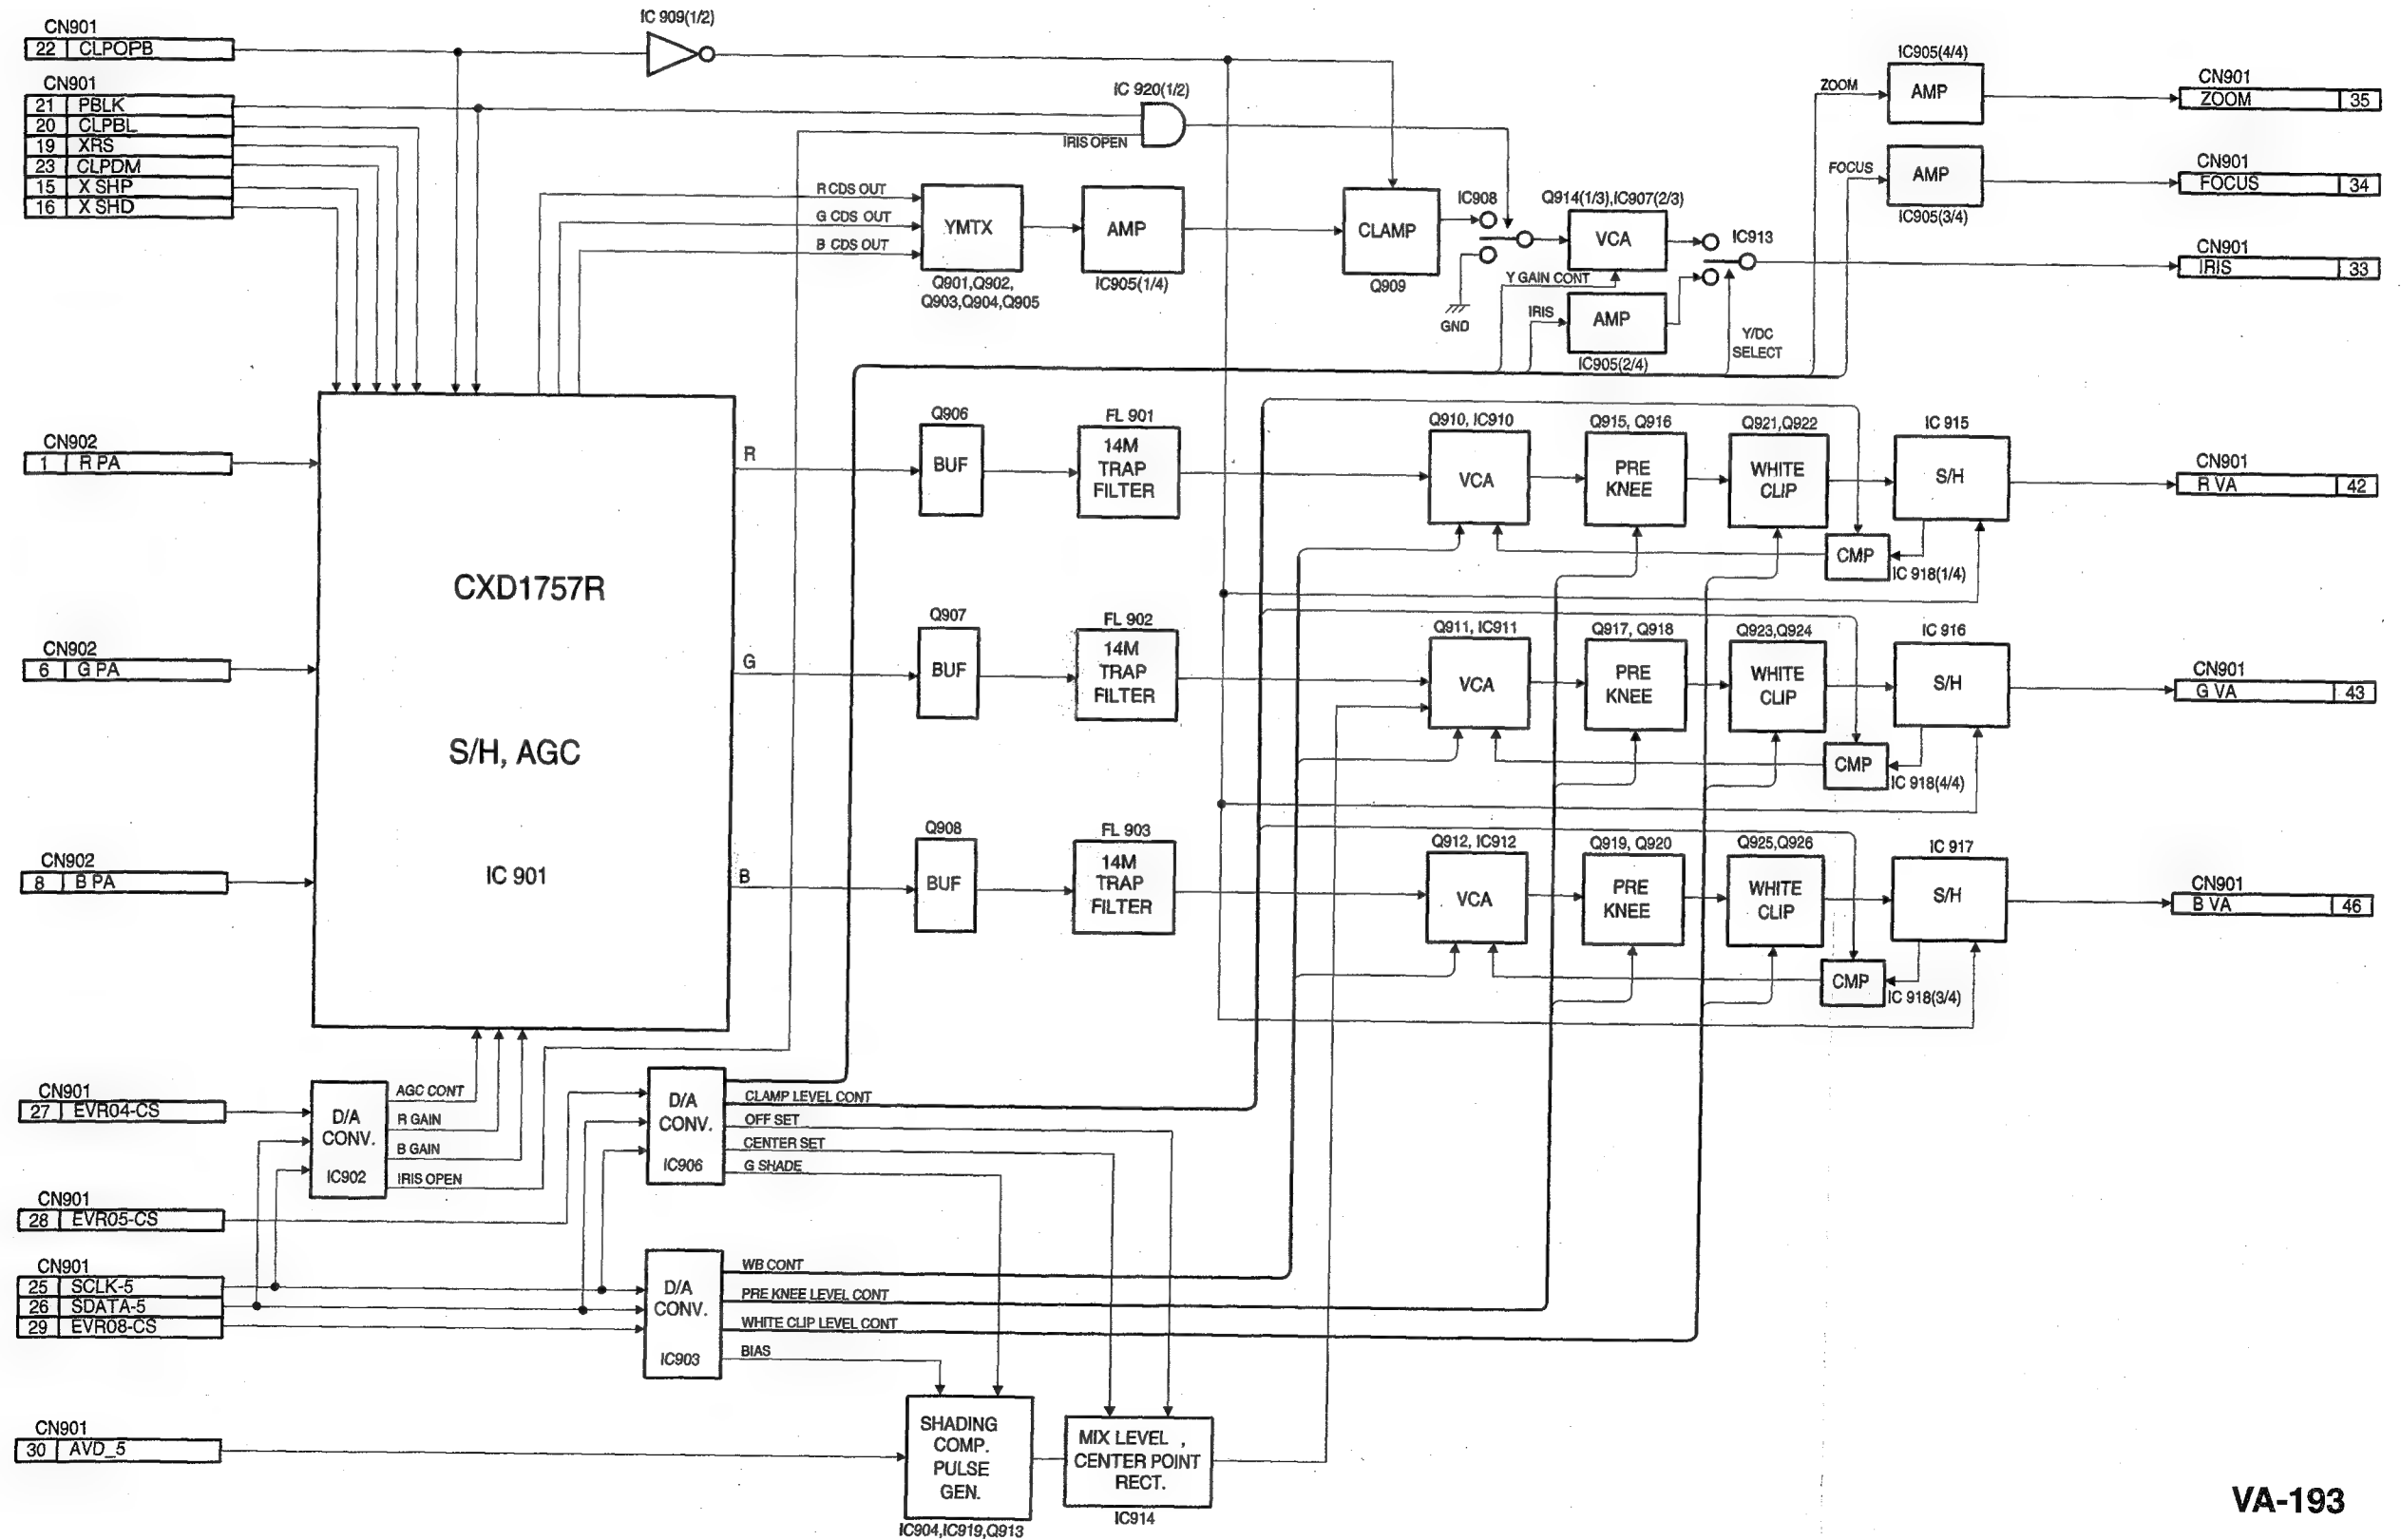 CN901
22 CLPOPB
IC 909(1/2)
CN901
21 PBLK
20 CLPBL
19 XRS
23 CLPDM
15 X SHP
16 X SHD
IC 920(1/2)
IRIS OPEN
R CDS OUT
G CDS OUT
B CDS OUT
YMTX
Q901,Q902,
Q903,Q904,Q905
AMP
IC905(1/4)
CLAMP
Q909
IC908
GND
Q914(1/3),IC907(2/3)
VCA
Y GAIN CONT
IRIS
AMP
IC905(2/4)
IC913
Y/DC
SELECT
ZOOM
IC905(4/4)
AMP
FOCUS
AMP
IC905(3/4)
CN901
ZOOM 35
CN901
FOCUS 34
CN901
IRIS 33
CN902
1 R PA
CN902
6 G PA
CN902
8 B PA
CXD1757R
S/H, AGC
IC 901
R
Q906
BUF
FL 901
14M
TRAP
FILTER
Q910, IC910
VCA
Q915, Q916
PRE
KNEE
Q921,Q922
WHITE
CLIP
IC 915
S/H
CMP
IC 918(1/4)
CN901
R VA 42
G
Q907
BUF
FL 902
14M
TRAP
FILTER
Q911, IC911
VCA
Q917, Q918
PRE
KNEE
Q923,Q924
WHITE
CLIP
IC 916
S/H
CMP
IC 918(4/4)
CN901
G VA 43
B
Q908
BUF
FL 903
14M
TRAP
FILTER
Q912, IC912
VCA
Q919, Q920
PRE
KNEE
Q925,Q926
WHITE
CLIP
IC 917
S/H
CMP
IC 918(3/4)
CN901
B VA 46
CN901
27 EVR04-CS
D/A
CONV.
IC902
AGC CONT
R GAIN
B GAIN
IRIS OPEN
CN901
28 EVR05-CS
D/A
CONV.
IC906
CLAMP LEVEL CONT
OFF SET
CENTER SET
G SHADE
CN901
25 SCLK-5
26 SDATA-5
29 EVR08-CS
D/A
CONV.
IC903
WB CONT
PRE KNEE LEVEL CONT
WHITE CLIP LEVEL CONT
BIAS
CN901
30 AVD_5
SHADING
COMP.
PULSE
GEN.
IC904,IC919,Q913
MIX LEVEL ,
CENTER POINT
RECT.
IC914
VA-193